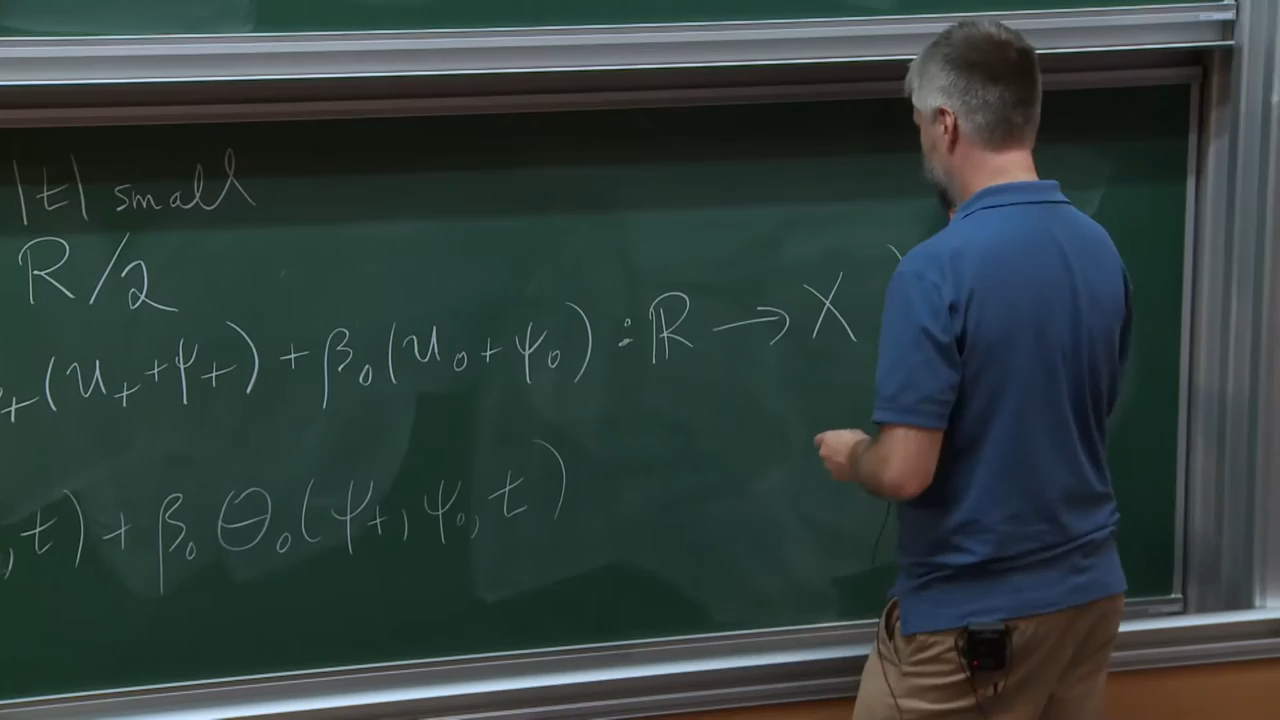 |t| small
R/2
+(u₊+ψ₊) + β₀(u₀+ψ₀) : ℝ → X
, t) + β₀ Θ₀(ψ₊, ψ₀, t)